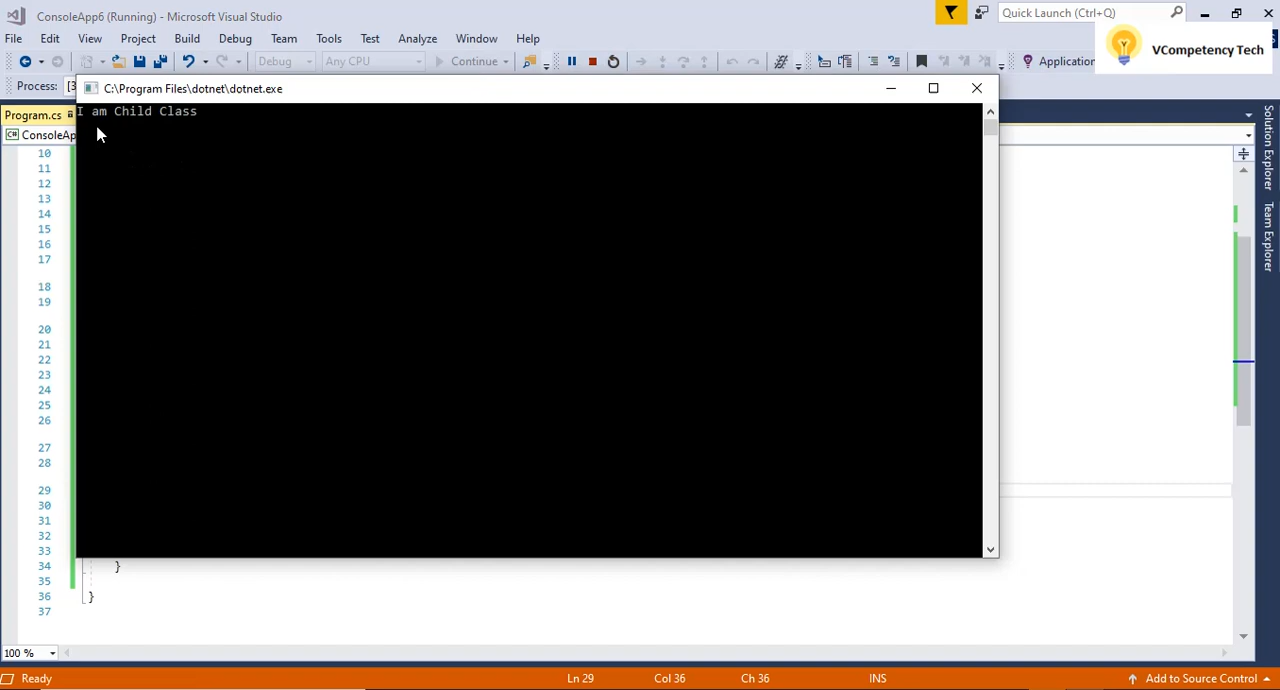 ConsoleApp6 (Running) - Microsoft Visual Studio
Quick Launch (Ctrl+Q)
File Edit View Project Build Debug Team Tools Test Analyze Window Help
VCompetency Tech
Debug Any CPU Continue Application
Process: [3
C:\Program Files\dotnet\dotnet.exe
Program.cs
I am Child Class
C# ConsoleAp
10
11
12
13
14
15
16
17
18
19
20
21
22
23
24
25
26
27
28
29
30
31
32
33
34 }
35
36 }
37
Solution Explorer
Team Explorer
100 %
Ready Ln 29 Col 36 Ch 36 INS Add to Source Control